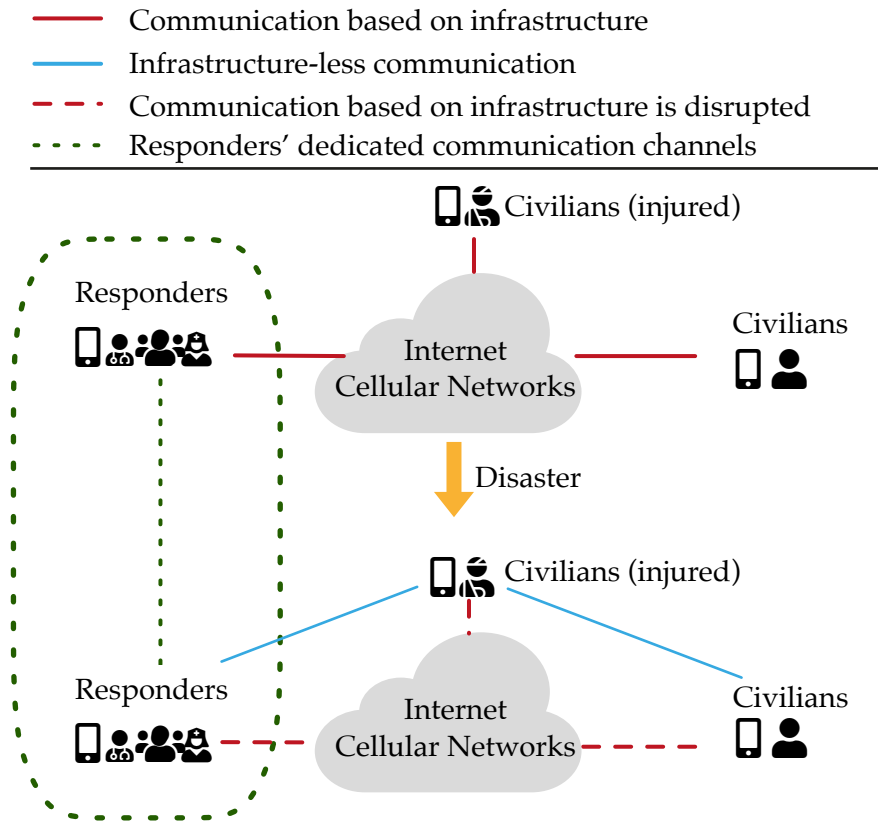 Communication based on infrastructure
Infrastructure-less communication
Communication based on infrastructure is disrupted
Responders' dedicated communication channels
Civilians (injured)
Responders
Civilians
Internet
Cellular Networks
Disaster
Civilians (injured)
Responders
Civilians
Internet
Cellular Networks